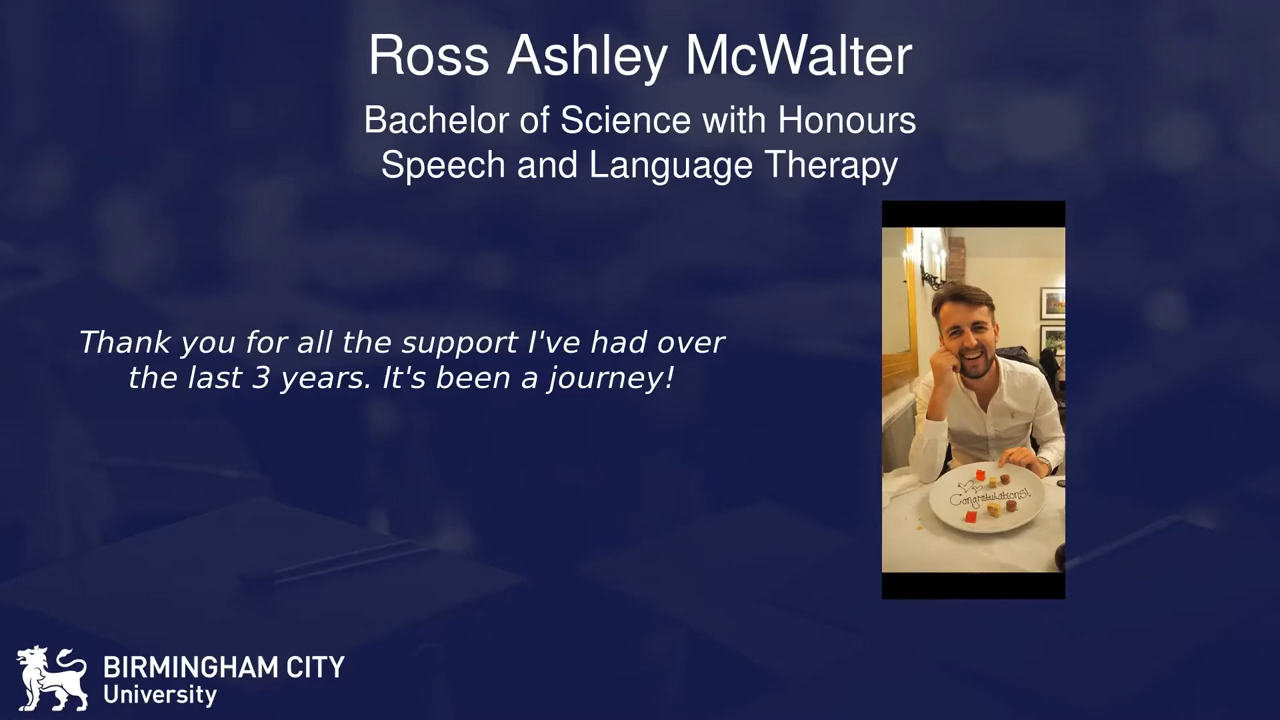 Ross Ashley McWalter
Bachelor of Science with Honours
Speech and Language Therapy
Thank you for all the support I've had over
the last 3 years. It's been a journey!
Congratulations!
BIRMINGHAM CITY
University